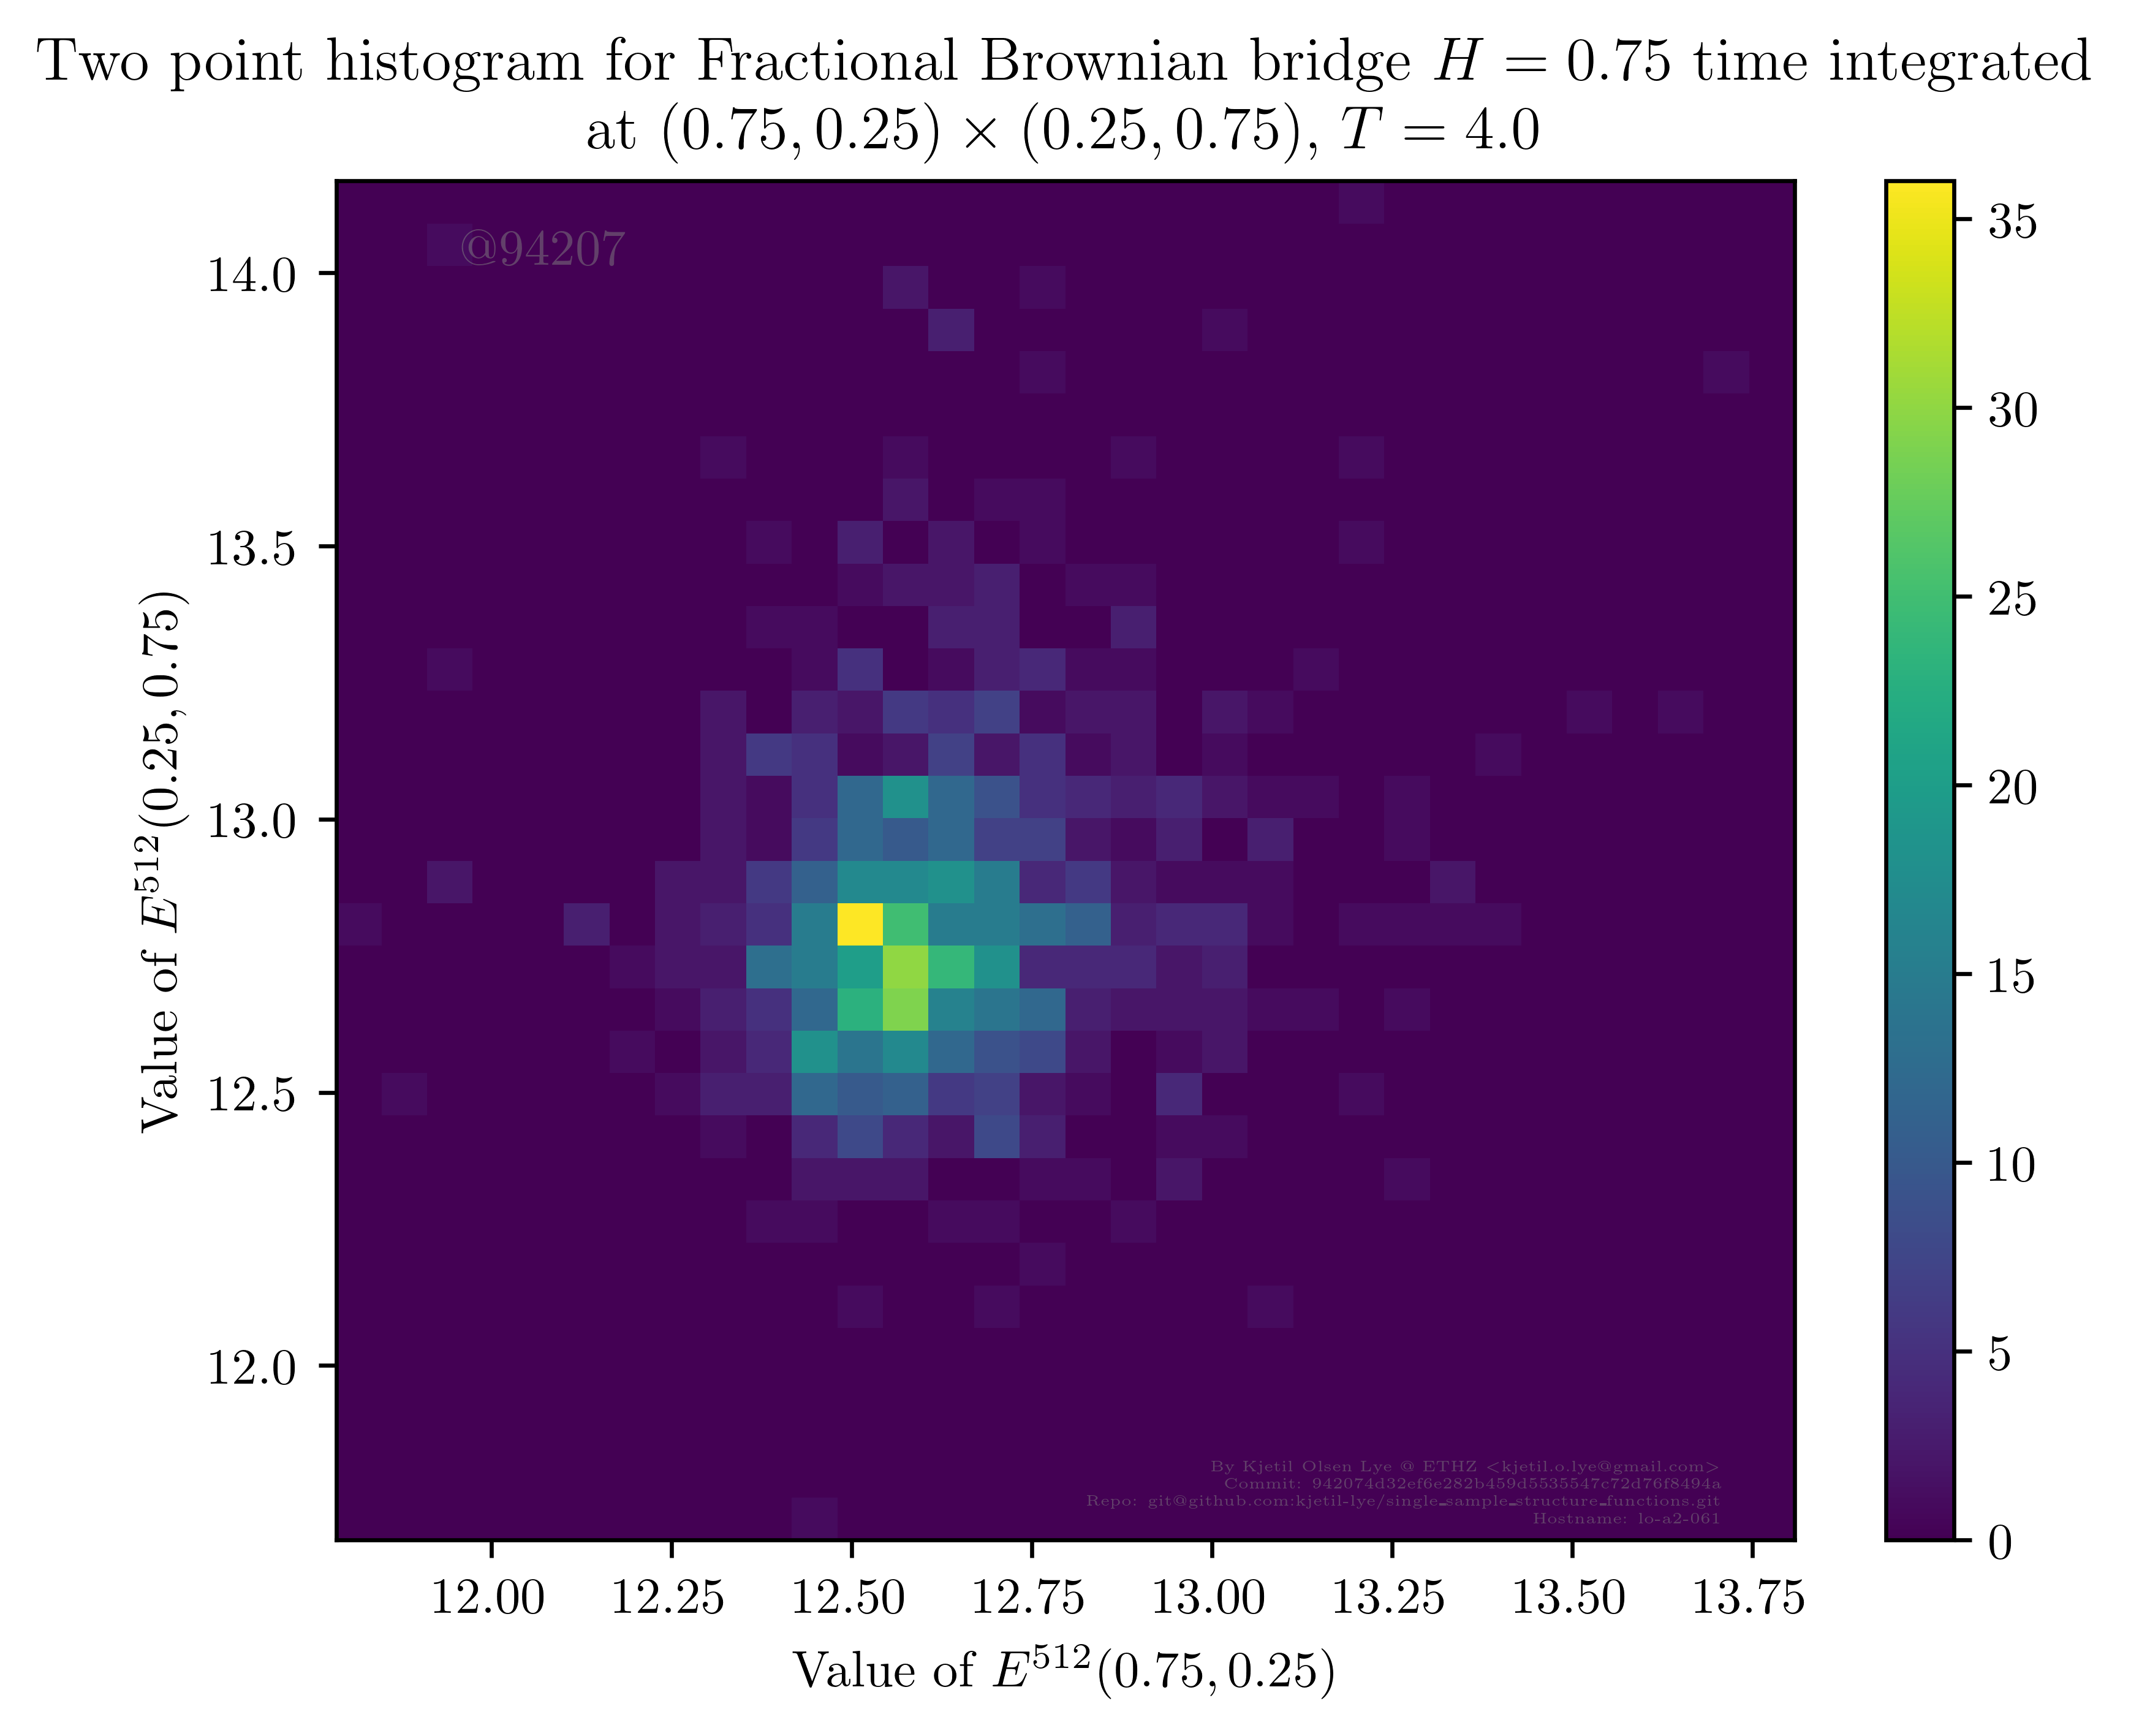 Two point histogram for Fractional Brownian bridge H = 0.75 time integrated
at (0.75, 0.25) × (0.25, 0.75), T = 4.0
@94207
14.0
13.5
13.0
12.5
12.0
Value of E^512(0.25, 0.75)
12.00 12.25 12.50 12.75 13.00 13.25 13.50 13.75
Value of E^512(0.75, 0.25)
35
30
25
20
15
10
5
0
By Kjetil Olsen Lye @ ETHZ <kjetil.o.lye@gmail.com>
Commit: 942074d32ef6e282b459d5535547c72d76f8494a
Repo: git@github.com:kjetil-lye/single_sample_structure_functions.git
Hostname: lo-a2-061